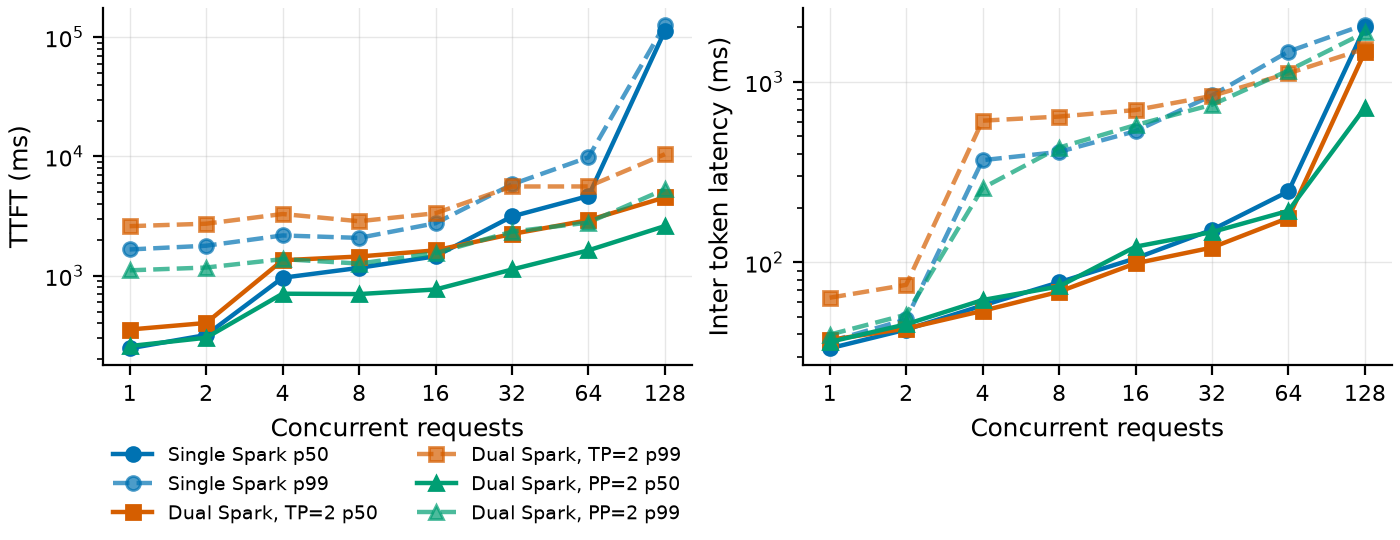 TTFT (ms)
10^5
10^4
10^3
1 2 4 8 16 32 64 128
Concurrent requests
Inter token latency (ms)
10^3
10^2
1 2 4 8 16 32 64 128
Concurrent requests
Single Spark p50
Single Spark p99
Dual Spark, TP=2 p50
Dual Spark, TP=2 p99
Dual Spark, PP=2 p50
Dual Spark, PP=2 p99